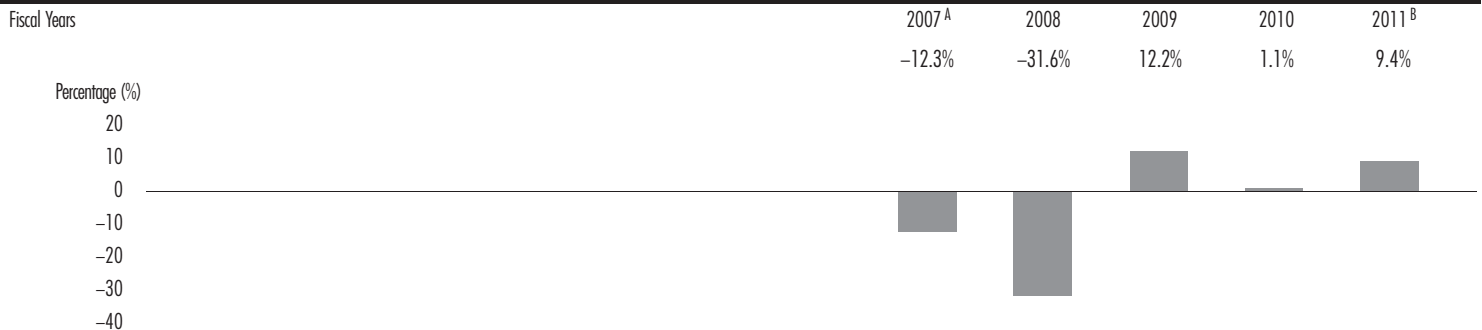 Fiscal Years 2007 A 2008 2009 2010 2011 B
–12.3% –31.6% 12.2% 1.1% 9.4%
Percentage (%)
20
10
0
–10
–20
–30
–40